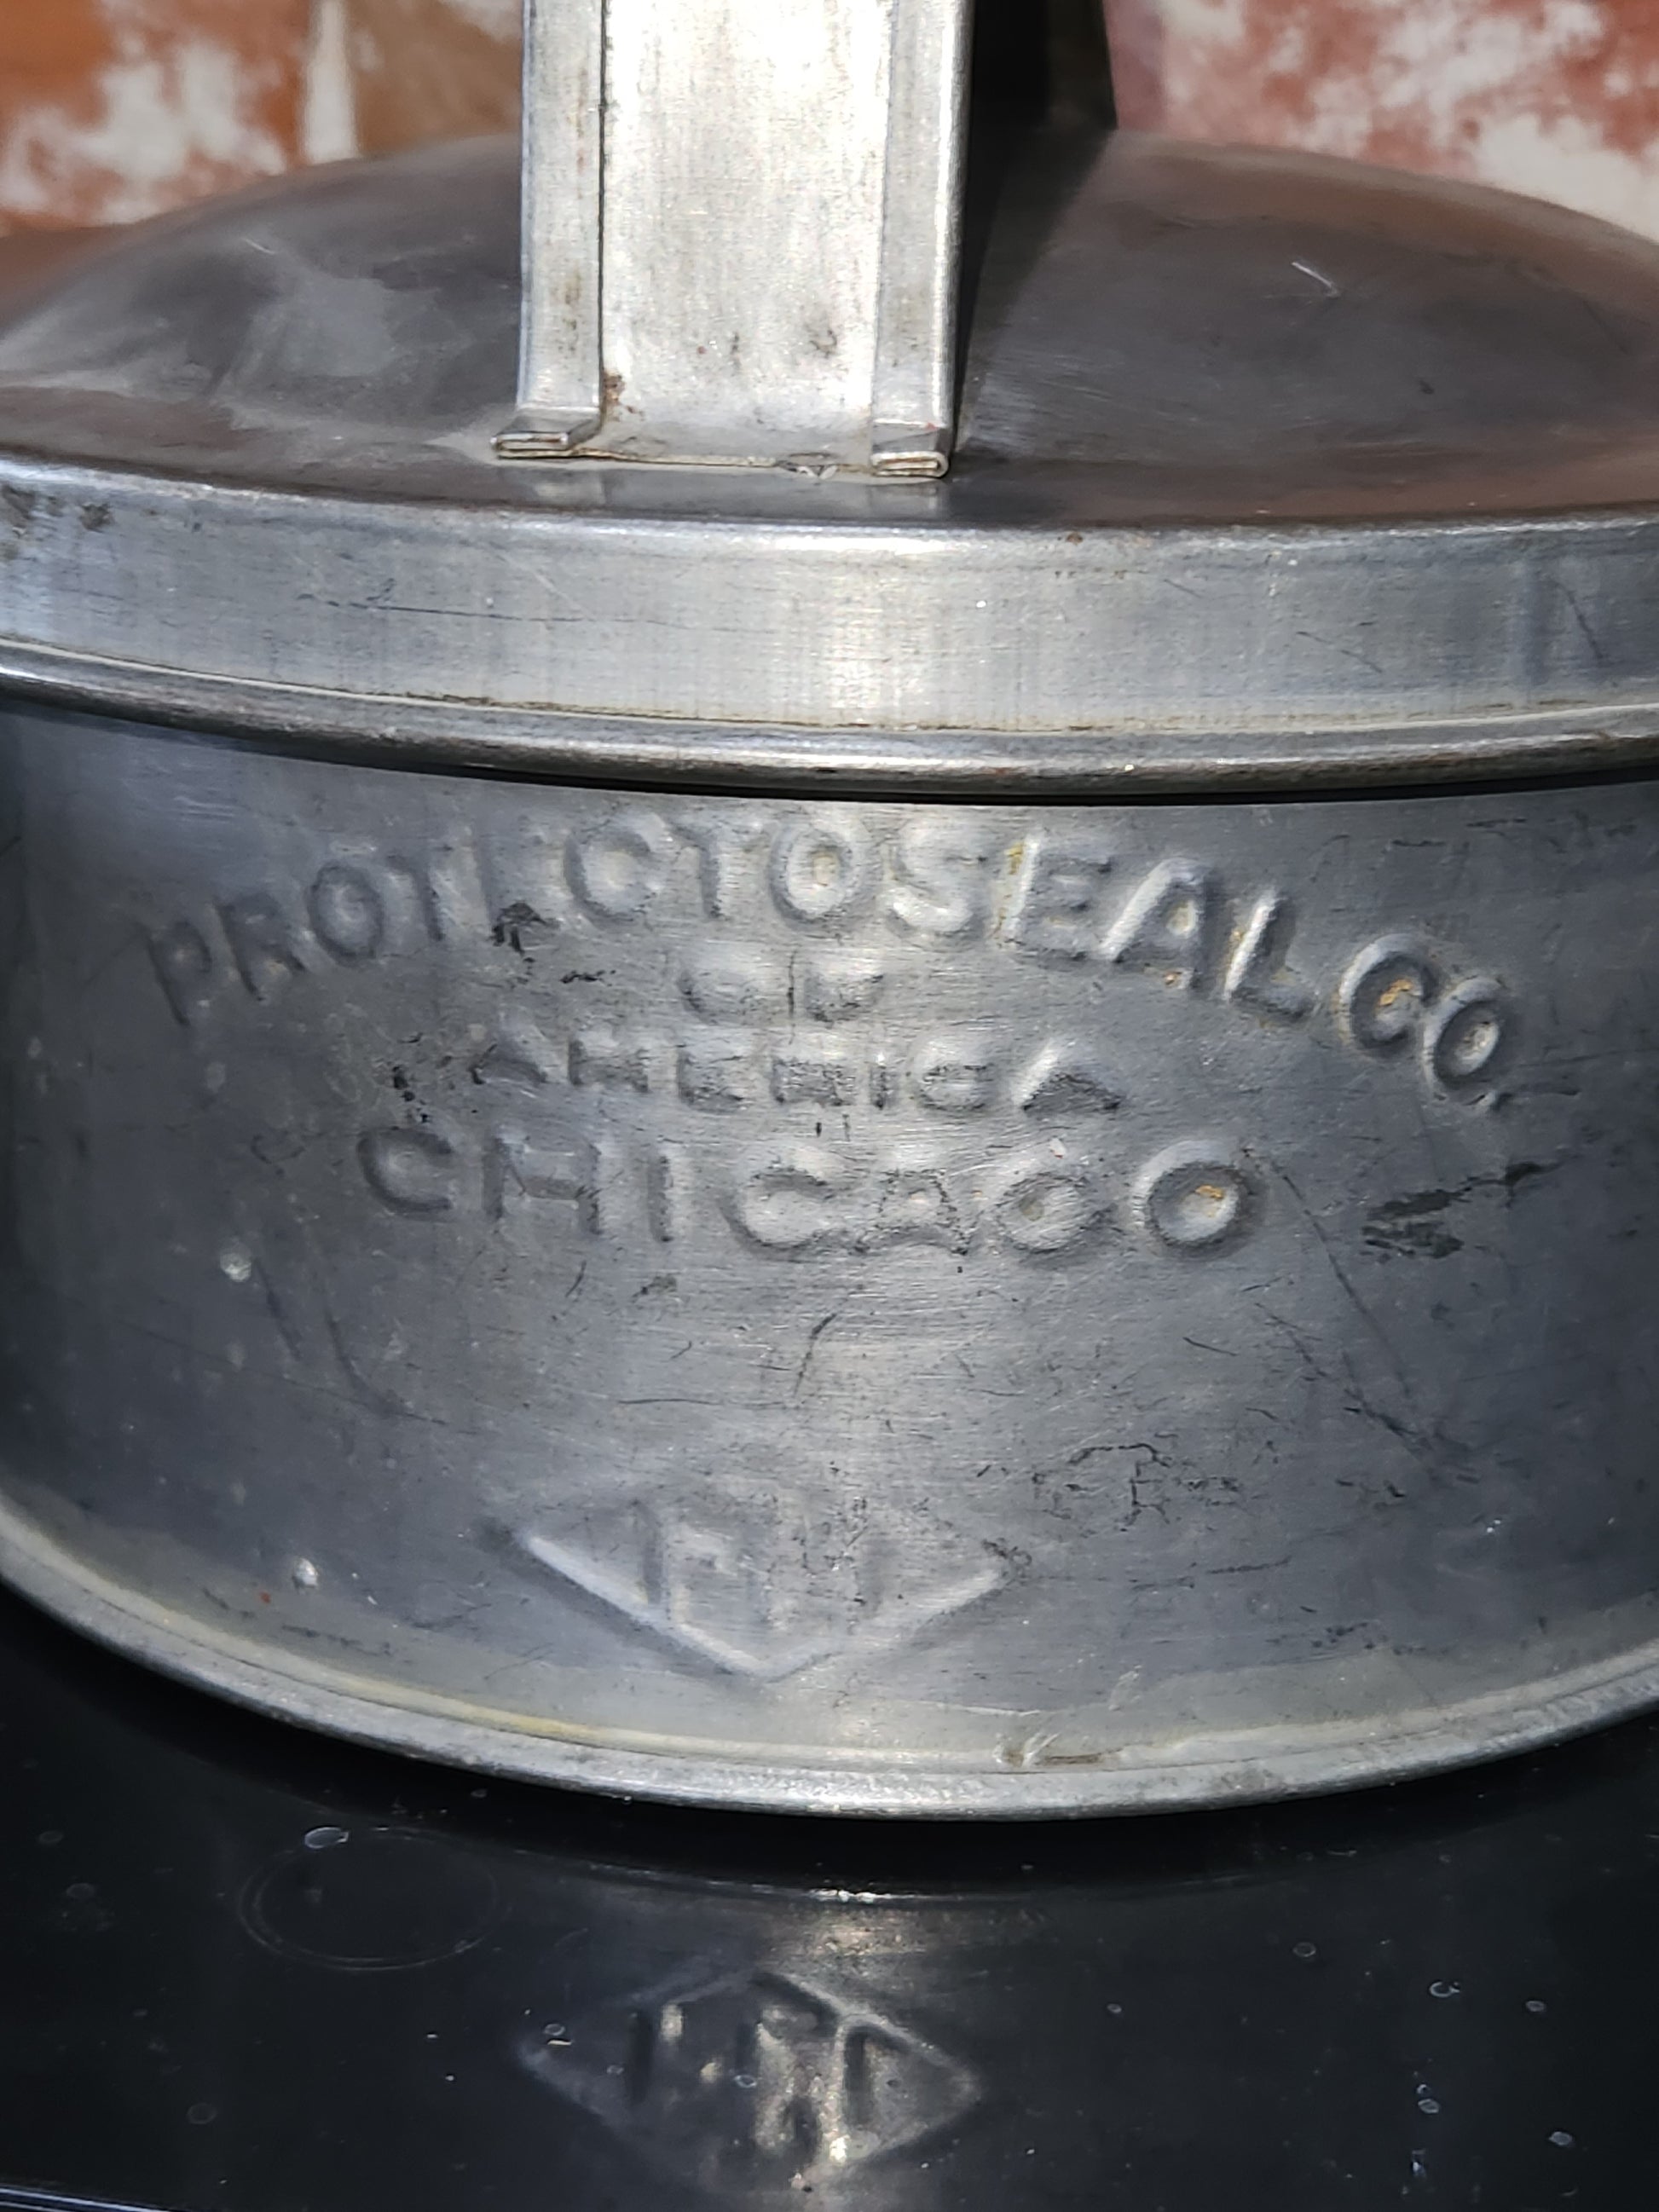 PROTECTOSEAL CO.
OF
AMERICA
CHICAGO